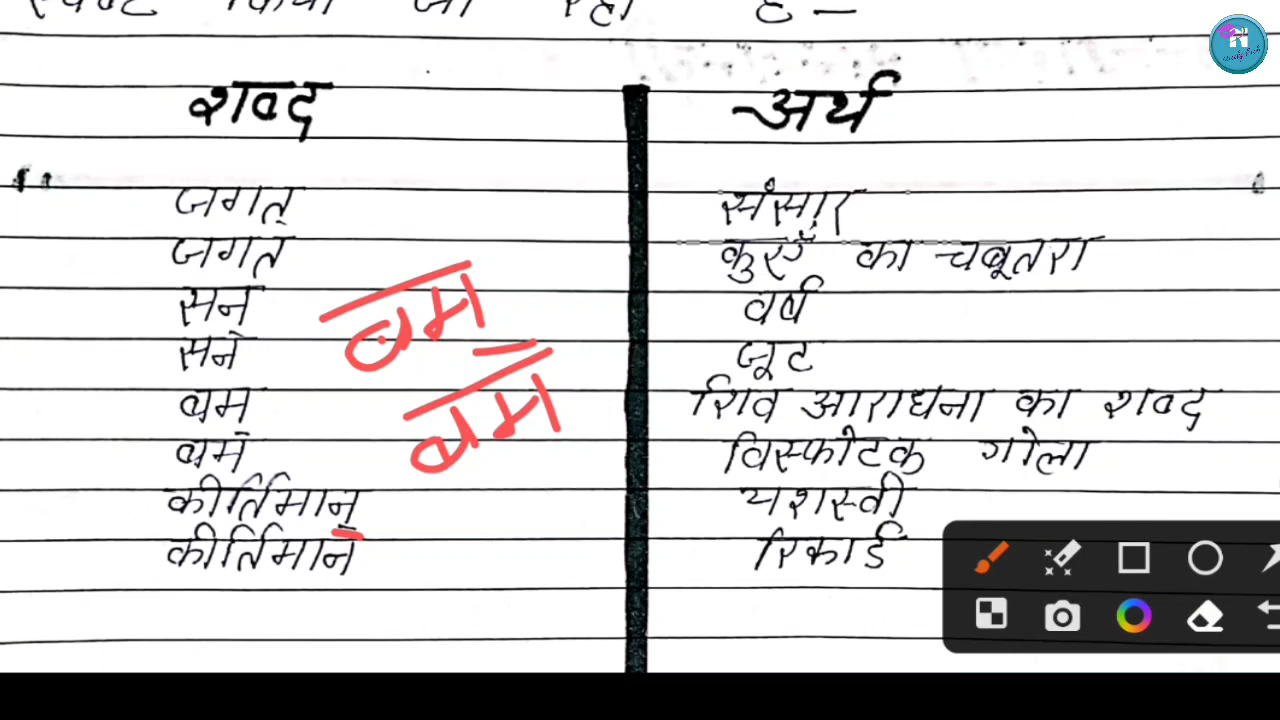 शब्द अर्थ
जगत् संसार
जगत कुएँ का चबूतरा
सन् वर्ष
सन जूट
बम् शिव आराधना का शब्द
बम विस्फोटक गोला
कीर्तिमान् यशस्वी
कीर्तिमान रिकार्ड
बम
बम